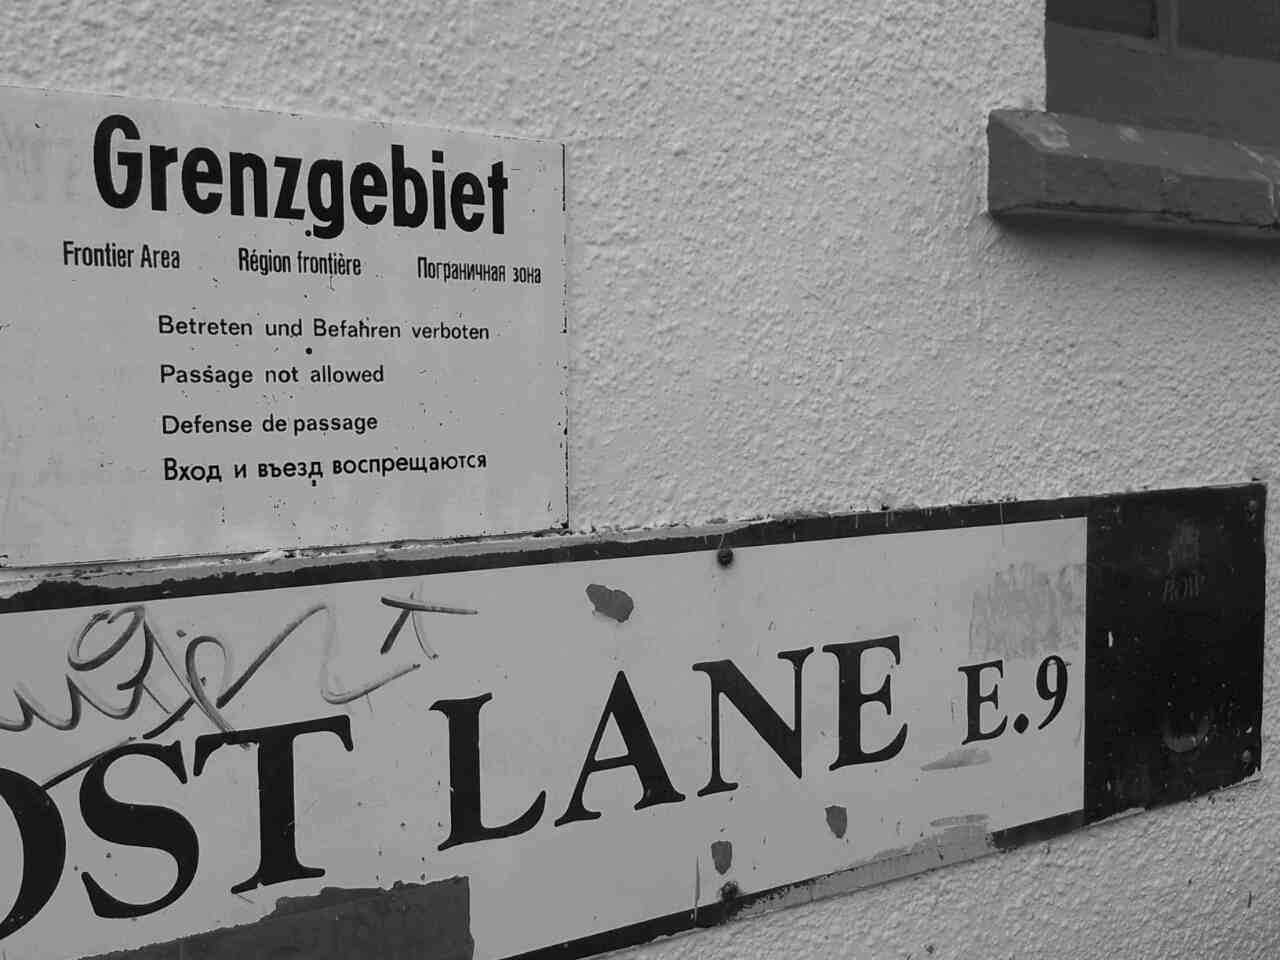 Grenzgebiet
Frontier Area Région frontière Пограничная зона
Betreten und Befahren verboten
Passage not allowed
Defense de passage
Вход и въезд воспрещаются
OST LANE E.9
BOW